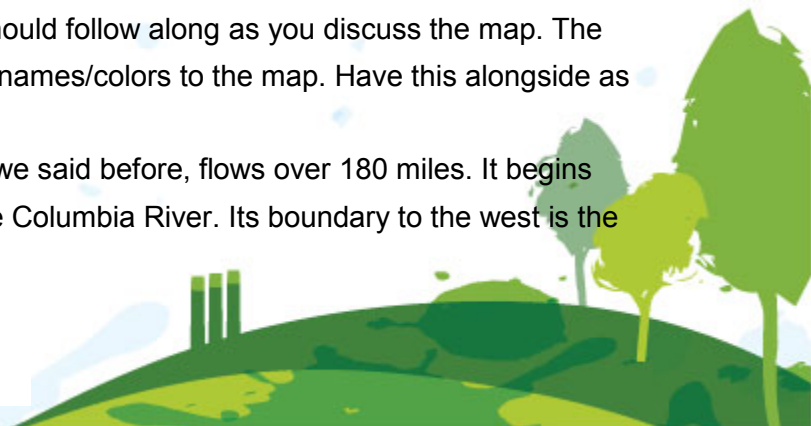 ould follow along as you discuss the map. The
names/colors to the map. Have this alongside as
we said before, flows over 180 miles. It begins
e Columbia River. Its boundary to the west is the